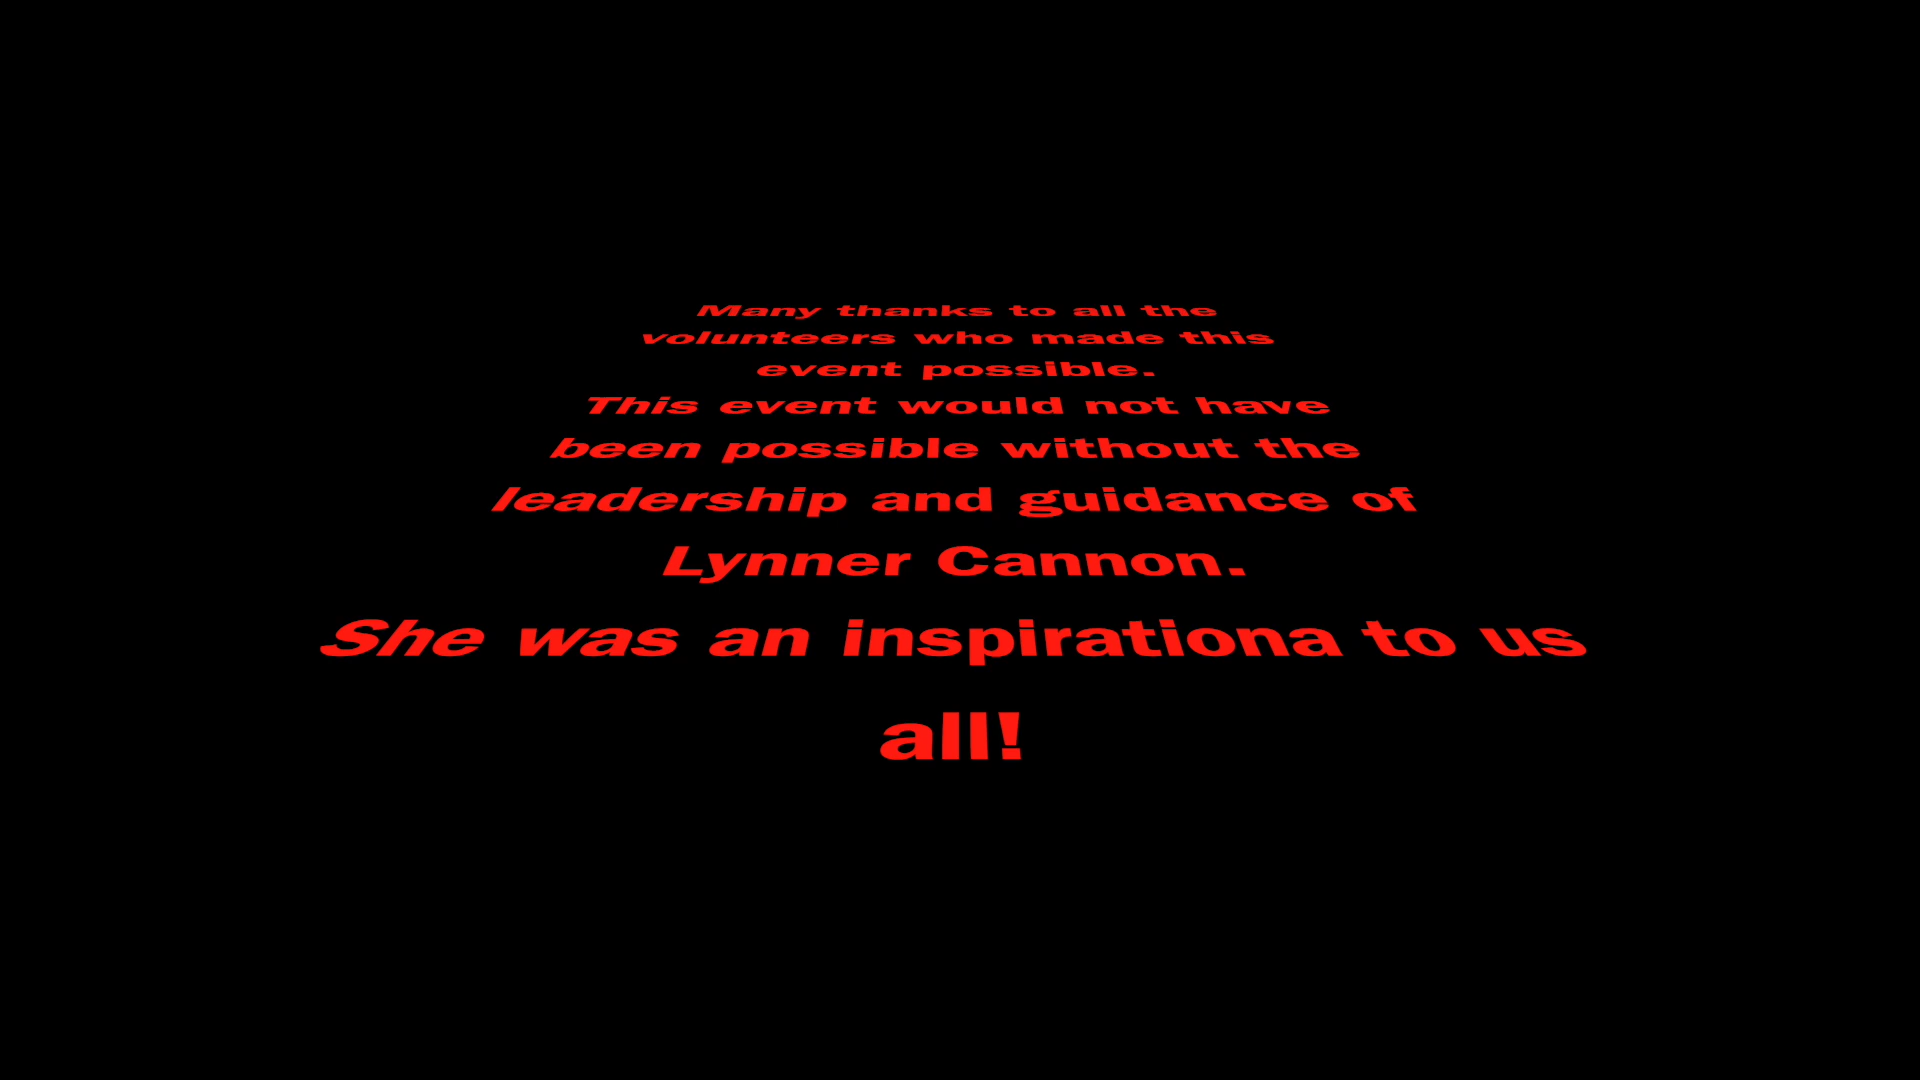 Many thanks to all the
volunteers who made this
event possible.
This event would not have
been possible without the
leadership and guidance of
Lynner Cannon.
She was an inspirationa to us
all!